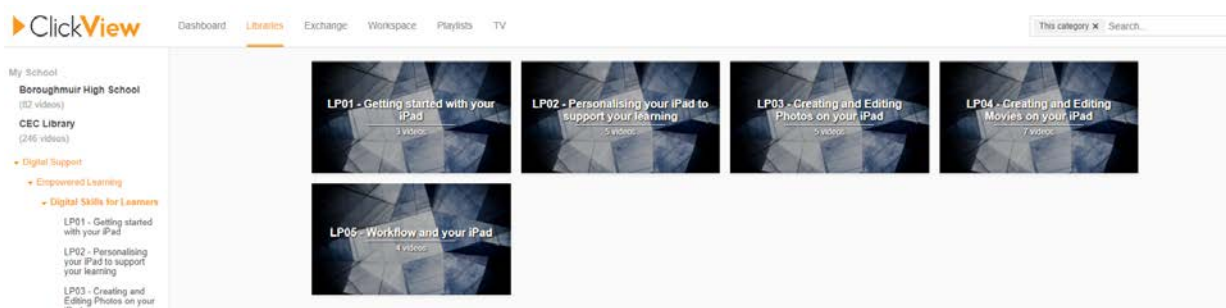 ClickView
Dashboard Libraries Exchange Workspace Playlists TV
This category x Search...
My School
Boroughmuir High School
(82 videos)
CEC Library
(246 videos)
Digital Support
Empowered Learning
Digital Skills for Learners
LP01 - Getting started
with your iPad
LP02 - Personalising
your iPad to support
your learning
LP03 - Creating and
Editing Photos on your
LP01 - Getting started with your
iPad
3 videos
LP02 - Personalising your iPad to
support your learning
5 videos
LP03 - Creating and Editing
Photos on your iPad
5 videos
LP04 - Creating and Editing
Movies on your iPad
7 videos
LP05 - Workflow and your iPad
4 videos